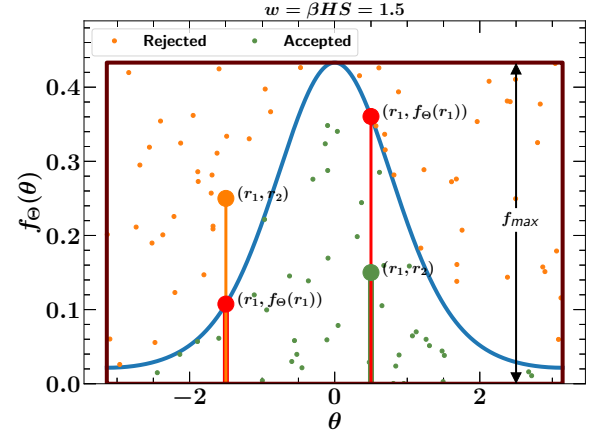 w = βHS = 1.5
Rejected Accepted
(r₁, f_Θ(r₁))
(r₁, r₂)
f_max
(r₁, r₂)
(r₁, f_Θ(r₁))
f_Θ(θ)
0.4
0.3
0.2
0.1
0.0
−2 0 2
θ